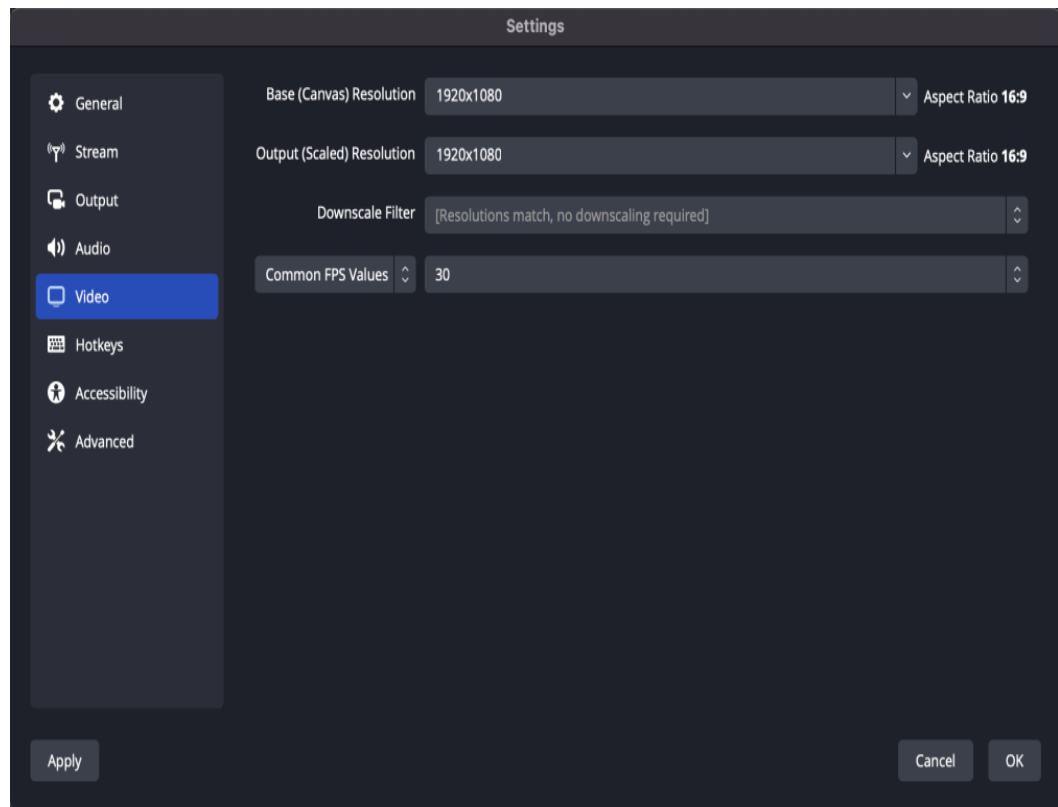 Settings
General
Stream
Output
Audio
Video
Hotkeys
Accessibility
Advanced
Base (Canvas) Resolution 1920x1080 Aspect Ratio 16:9
Output (Scaled) Resolution 1920x1080 Aspect Ratio 16:9
Downscale Filter [Resolutions match, no downscaling required]
Common FPS Values 30
Apply Cancel OK